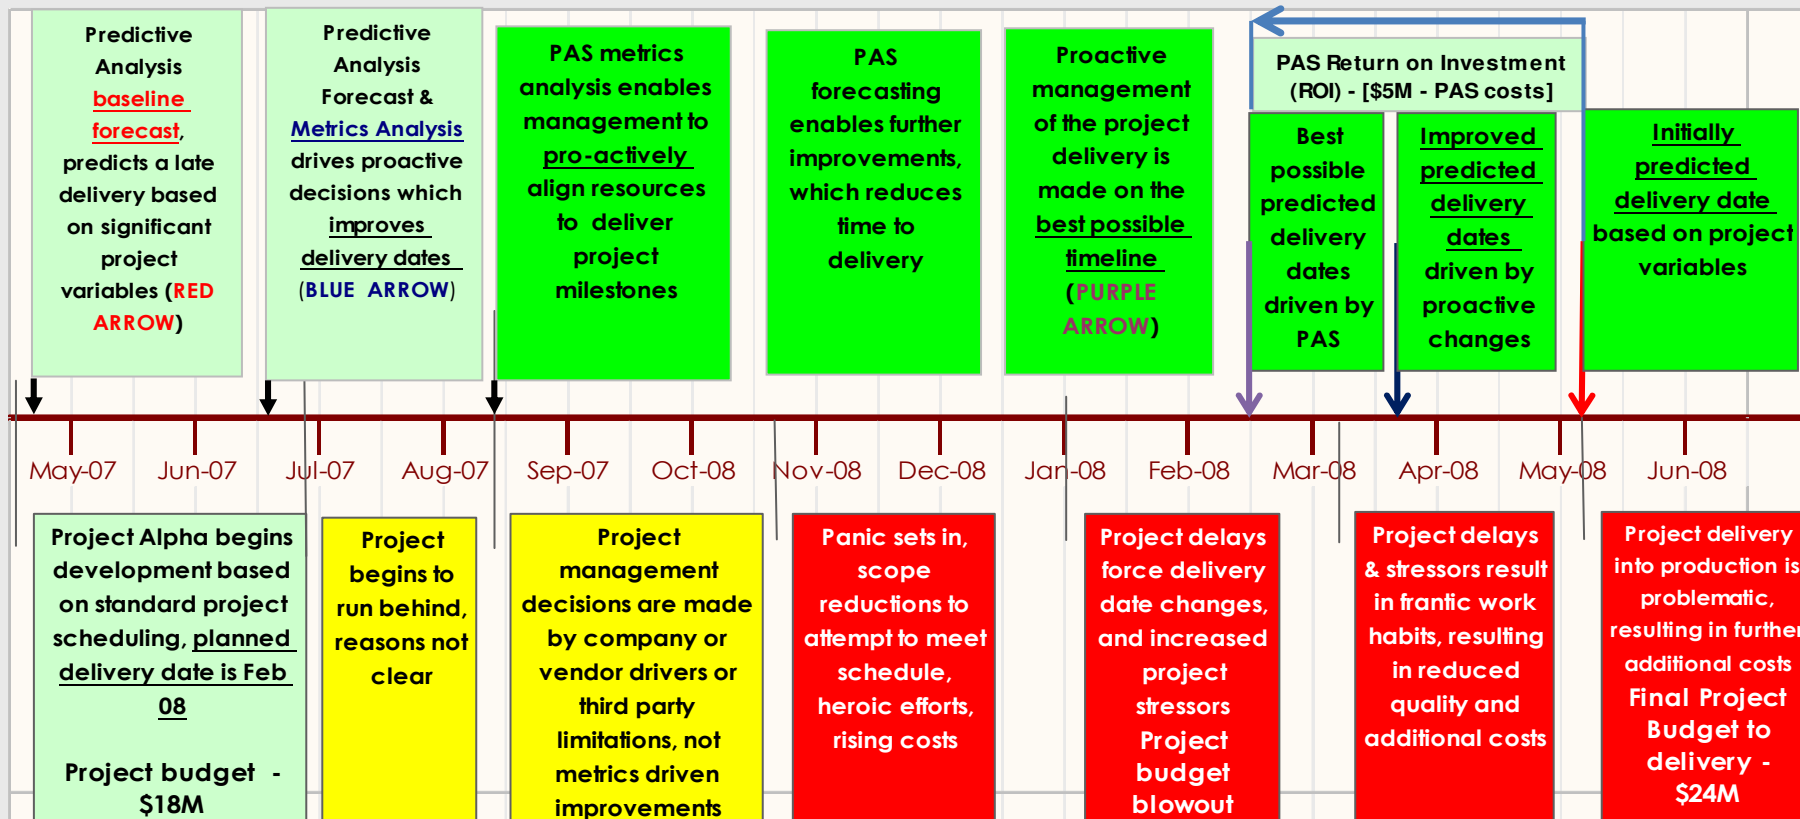 Predictive
Analysis
baseline
forecast,
predicts a late
delivery based
on significant
project
variables (RED
ARROW)
Predictive
Analysis
Forecast &
Metrics Analysis
drives proactive
decisions which
improves
delivery dates
(BLUE ARROW)
PAS metrics
analysis enables
management to
pro-actively
align resources
to deliver
project
milestones
PAS
forecasting
enables further
improvements,
which reduces
time to
delivery
Proactive
management
of the project
delivery is
made on the
best possible
timeline
(PURPLE
ARROW)
PAS Return on Investment
(ROI) - [$5M - PAS costs]
Best
possible
predicted
delivery
dates
driven by
PAS
Improved
predicted
delivery
dates
driven by
proactive
changes
Initially
predicted
delivery date
based on project
variables
May-07 Jun-07 Jul-07 Aug-07 Sep-07 Oct-08 Nov-08 Dec-08 Jan-08 Feb-08 Mar-08 Apr-08 May-08 Jun-08
Project Alpha begins
development based
on standard project
scheduling, planned
delivery date is Feb
08
Project budget -
$18M
Project
begins to
run behind,
reasons not
clear
Project
management
decisions are made
by company or
vendor drivers or
third party
limitations, not
metrics driven
improvements
Panic sets in,
scope
reductions to
attempt to meet
schedule,
heroic efforts,
rising costs
Project delays
force delivery
date changes,
and increased
project
stressors
Project
budget
blowout
Project delays
& stressors result
in frantic work
habits, resulting
in reduced
quality and
additional costs
Project delivery
into production is
problematic,
resulting in further
additional costs
Final Project
Budget to
delivery -
$24M